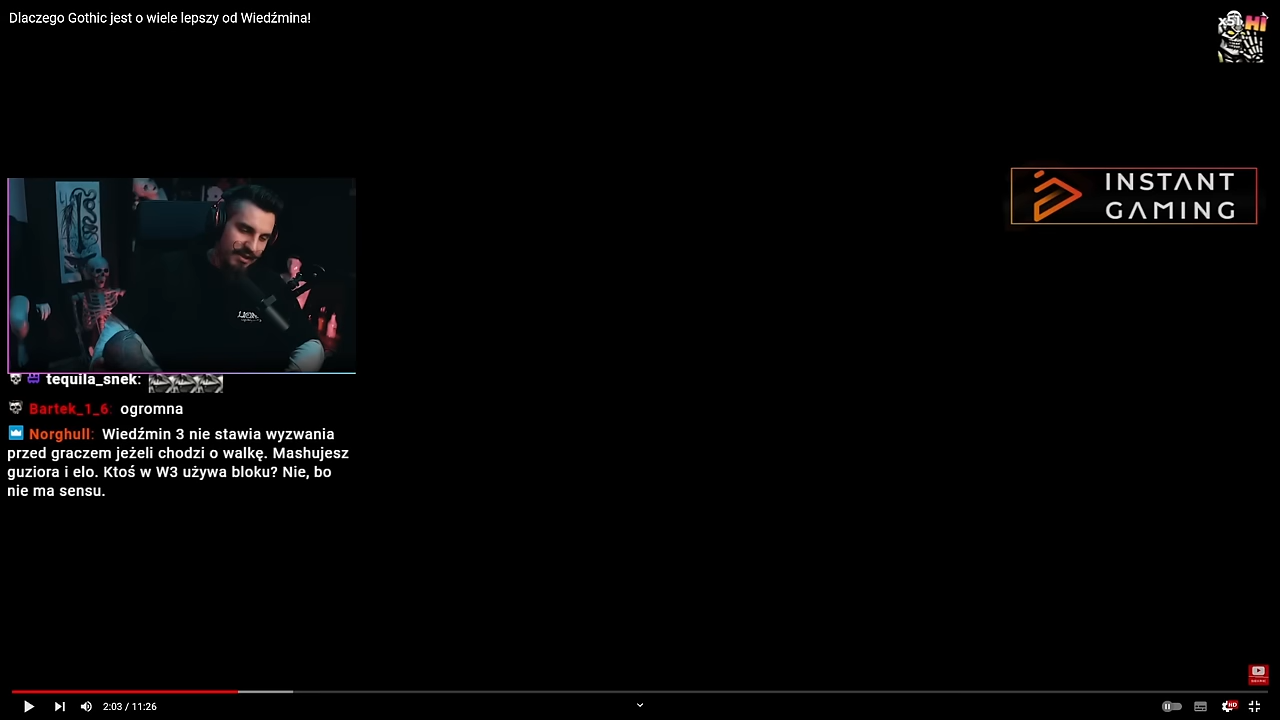 Dlaczego Gothic jest o wiele lepszy od Wiedźmina!
HI
INSTANT
GAMING
tequila_snek:
Bartek_1_6: ogromna
Norghull: Wiedźmin 3 nie stawia wyzwania
przed graczem jeżeli chodzi o walkę. Mashujesz
guziora i elo. Ktoś w W3 używa bloku? Nie, bo
nie ma sensu.
2:03 / 11:26
HD